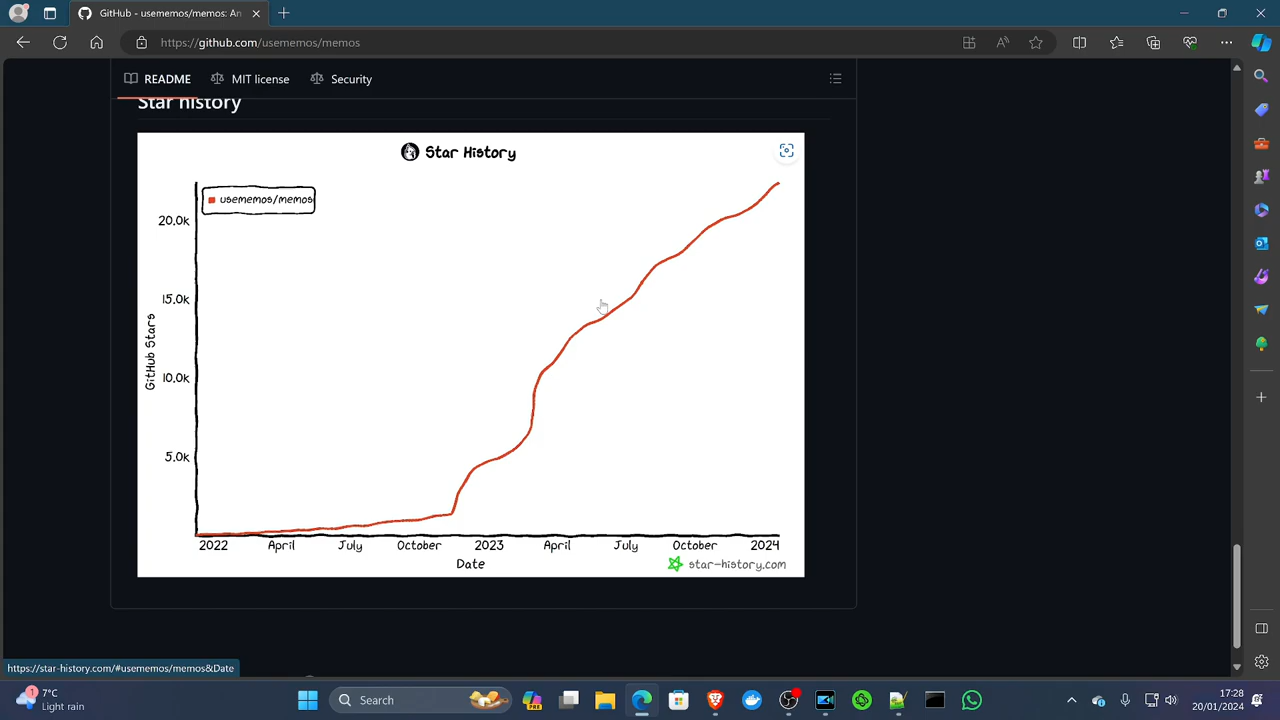 GitHub - usememos/memos: An
https://github.com/usememos/memos
README
MIT license
Security
Star history
Star History
usememos/memos
20.0k
15.0k
10.0k
5.0k
GitHub Stars
2022 April July October 2023 April July October 2024
Date
star-history.com
https://star-history.com/#usememos/memos&Date
1
7°C
Light rain
Search
PRE
17:28
20/01/2024